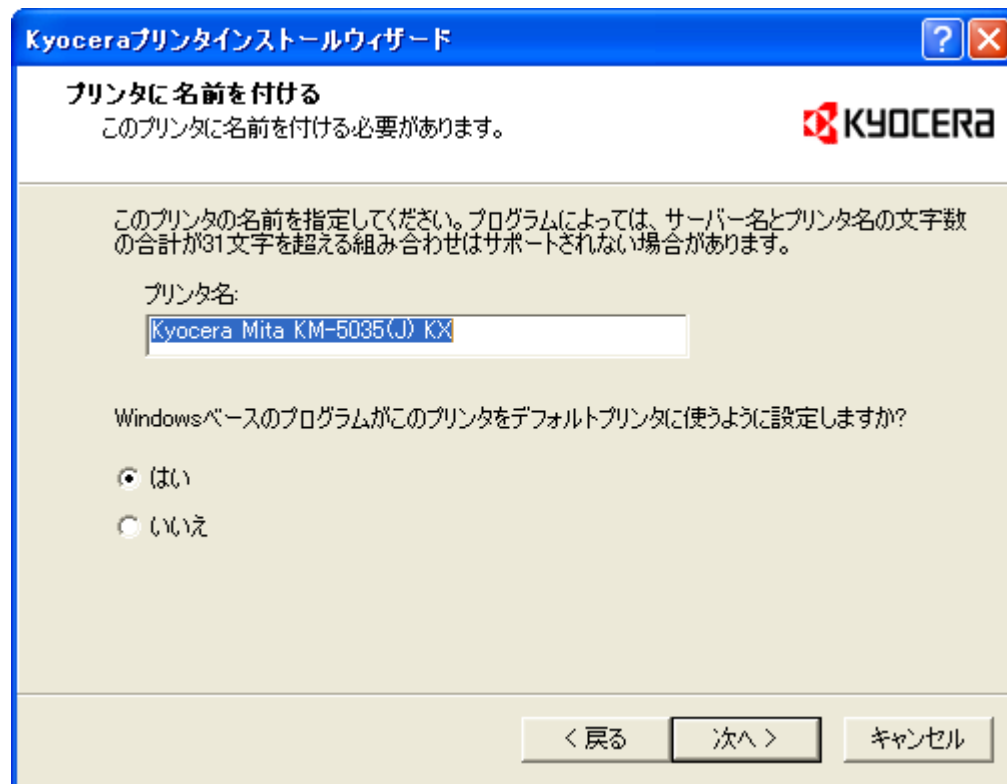 Kyoceraプリンタインストールウィザード
プリンタに名前を付ける
このプリンタに名前を付ける必要があります。
KYOCERA
このプリンタの名前を指定してください。プログラムによっては、サーバー名とプリンタ名の文字数
の合計が31文字を超える組み合わせはサポートされない場合があります。
プリンタ名:
Kyocera Mita KM-5035(J) KX
Windowsベースのプログラムがこのプリンタをデフォルトプリンタに使うように設定しますか?
はい
いいえ
< 戻る 次へ > キャンセル